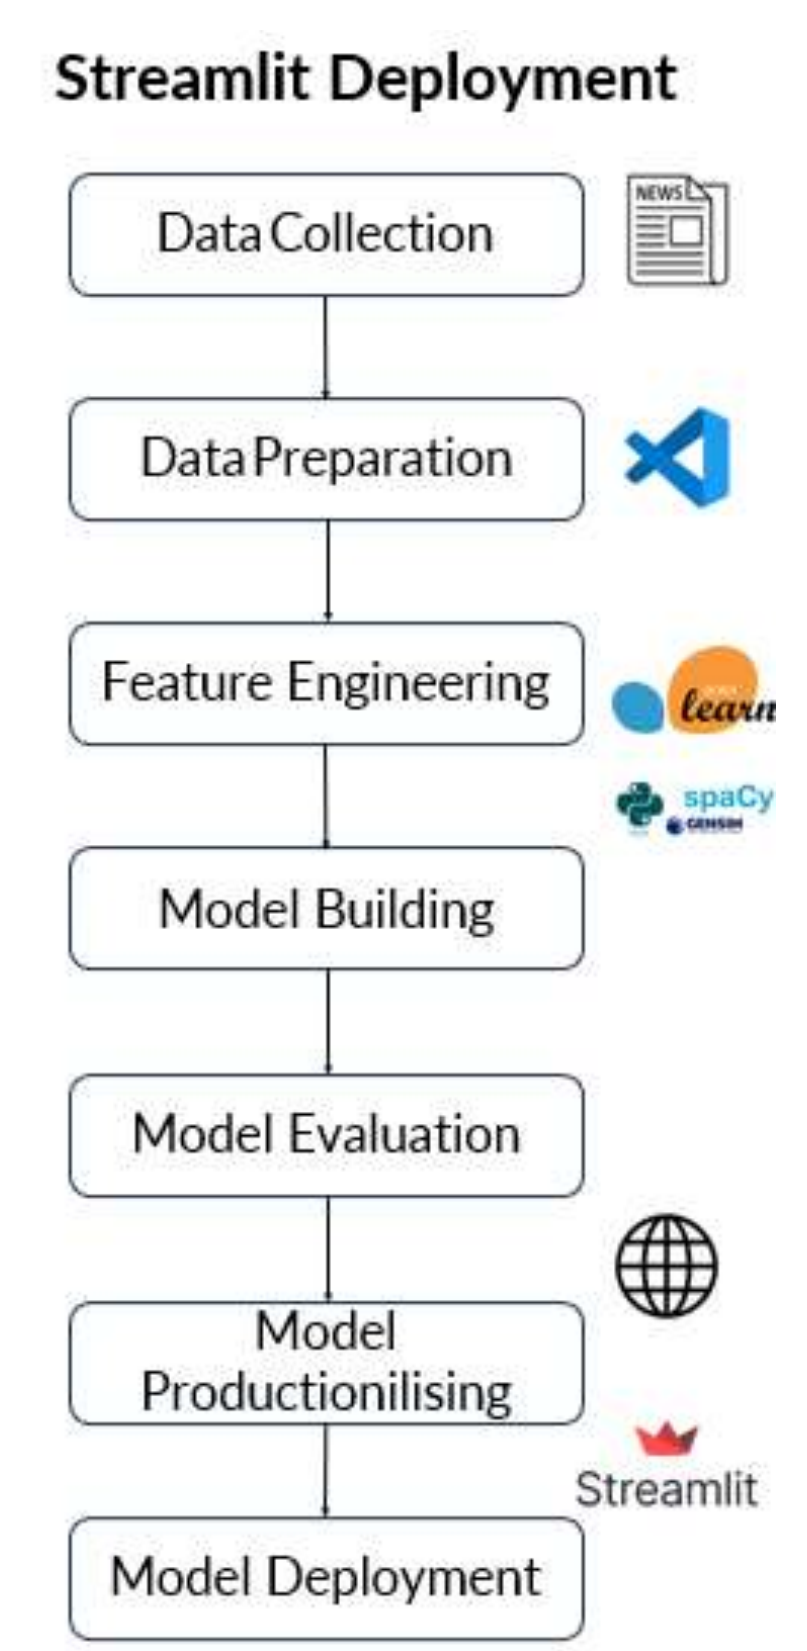 Streamlit Deployment
Data Collection
NEWS
Data Preparation
Feature Engineering
learn
spaCy
GENSIM
Model Building
Model Evaluation
Model
Productionilising
Streamlit
Model Deployment